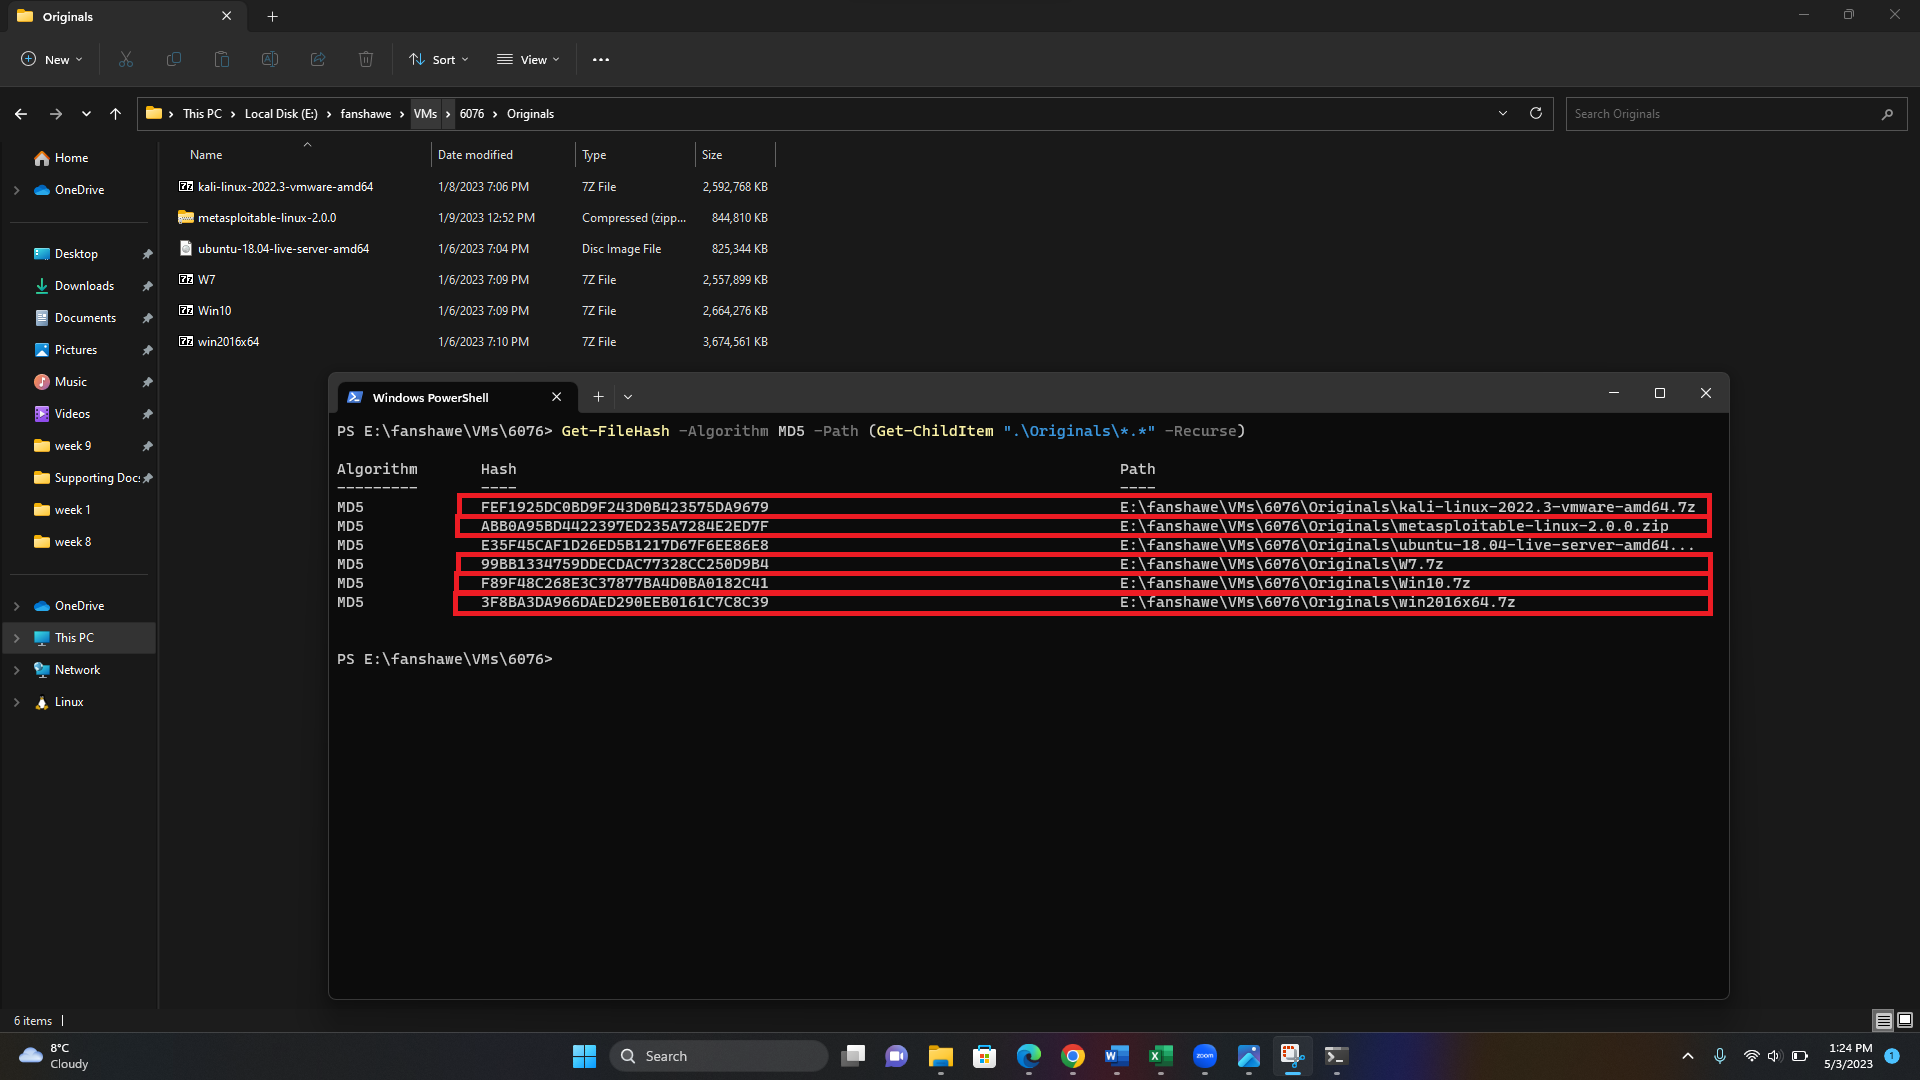 Originals
New
Sort
View
This PC > Local Disk (E:) > fanshawe > VMs > 6076 > Originals
Search Originals
Name
Date modified
Type
Size
kali-linux-2022.3-vmware-amd64 1/8/2023 7:06 PM 7Z File 2,592,768 KB
metasploitable-linux-2.0.0 1/9/2023 12:52 PM Compressed (zipp... 844,810 KB
ubuntu-18.04-live-server-amd64 1/6/2023 7:04 PM Disc Image File 825,344 KB
W7 1/6/2023 7:09 PM 7Z File 2,557,899 KB
Win10 1/6/2023 7:09 PM 7Z File 2,664,276 KB
win2016x64 1/6/2023 7:10 PM 7Z File 3,674,561 KB
Home
OneDrive
Desktop
Downloads
Documents
Pictures
Music
Videos
week 9
Supporting Doc:
week 1
week 8
OneDrive
This PC
Network
Linux
Windows PowerShell
PS E:\fanshawe\VMs\6076> Get-FileHash -Algorithm MD5 -Path (Get-ChildItem ".\Originals\*.*" -Recurse)
Algorithm Hash Path
--------- ---- ----
MD5 FEF1925DC0BD9F243D0B423575DA9679 E:\fanshawe\VMs\6076\Originals\kali-linux-2022.3-vmware-amd64.7z
MD5 ABB0A95BD4422397ED235A7284E2ED7F E:\fanshawe\VMs\6076\Originals\metasploitable-linux-2.0.0.zip
MD5 E35F45CAF1D26ED5B1217D67F6EE86E8 E:\fanshawe\VMs\6076\Originals\ubuntu-18.04-live-server-amd64...
MD5 99BB1334759DDECDAC77328CC250D9B4 E:\fanshawe\VMs\6076\Originals\W7.7z
MD5 F89F48C268E3C37877BA4D0BA0182C41 E:\fanshawe\VMs\6076\Originals\Win10.7z
MD5 3F8BA3DA966DAED290EEB0161C7C8C39 E:\fanshawe\VMs\6076\Originals\win2016x64.7z
PS E:\fanshawe\VMs\6076>
6 items
8°C
Cloudy
Search
zoom
1:24 PM
5/3/2023
1